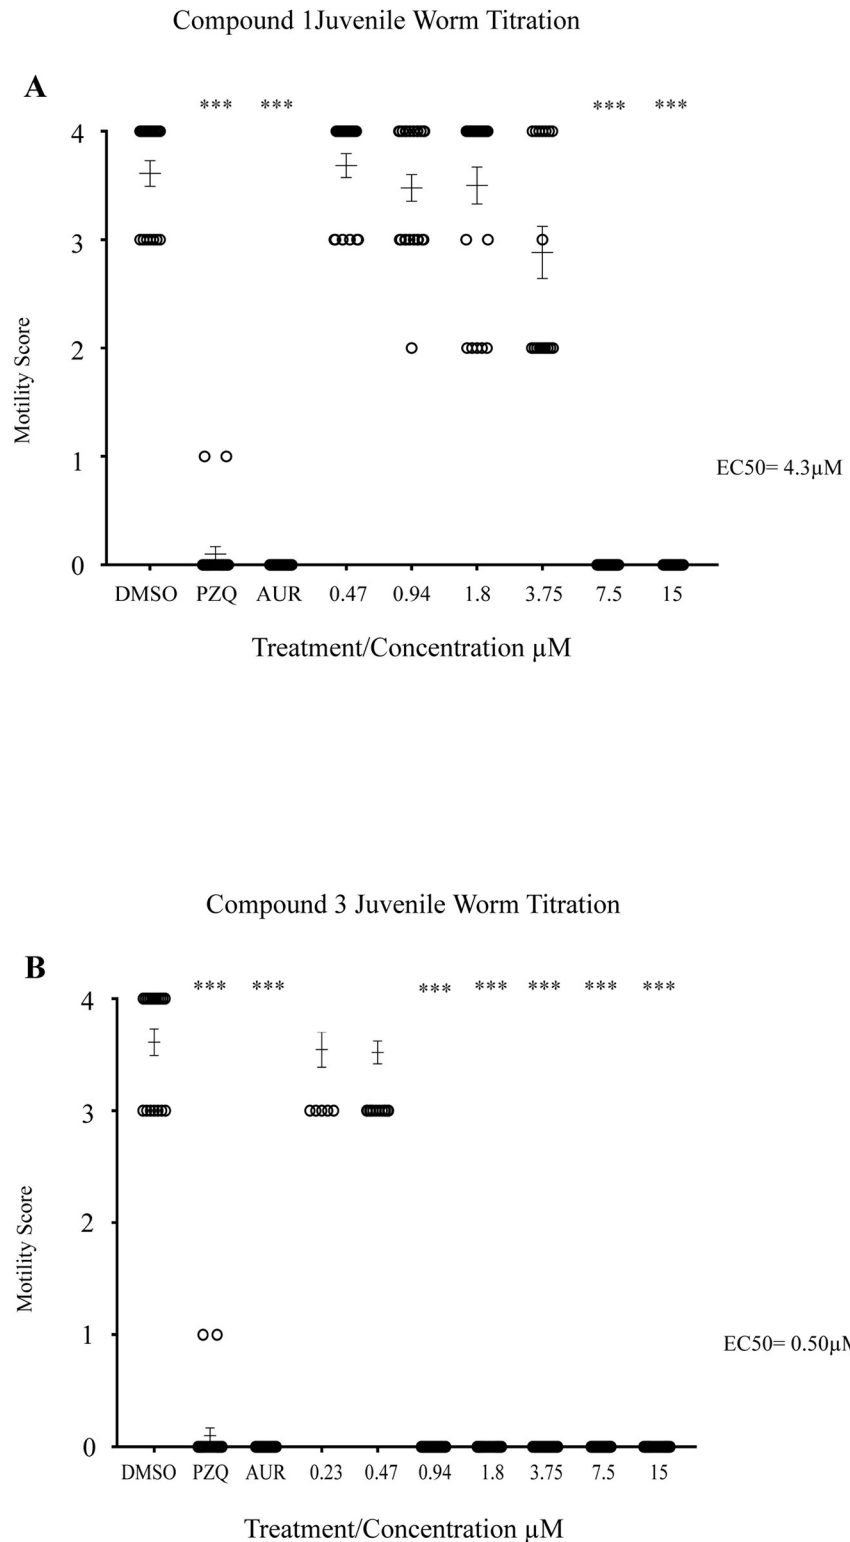 Compound 1Juvenile Worm Titration
A
*** *** *** ***
4
3
2
1
0
Motility Score
EC50= 4.3µM
DMSO PZQ AUR 0.47 0.94 1.8 3.75 7.5 15
Treatment/Concentration µM
Compound 3 Juvenile Worm Titration
B
*** *** *** *** *** *** ***
4
3
2
1
0
Motility Score
EC50= 0.50µM
DMSO PZQ AUR 0.23 0.47 0.94 1.8 3.75 7.5 15
Treatment/Concentration µM